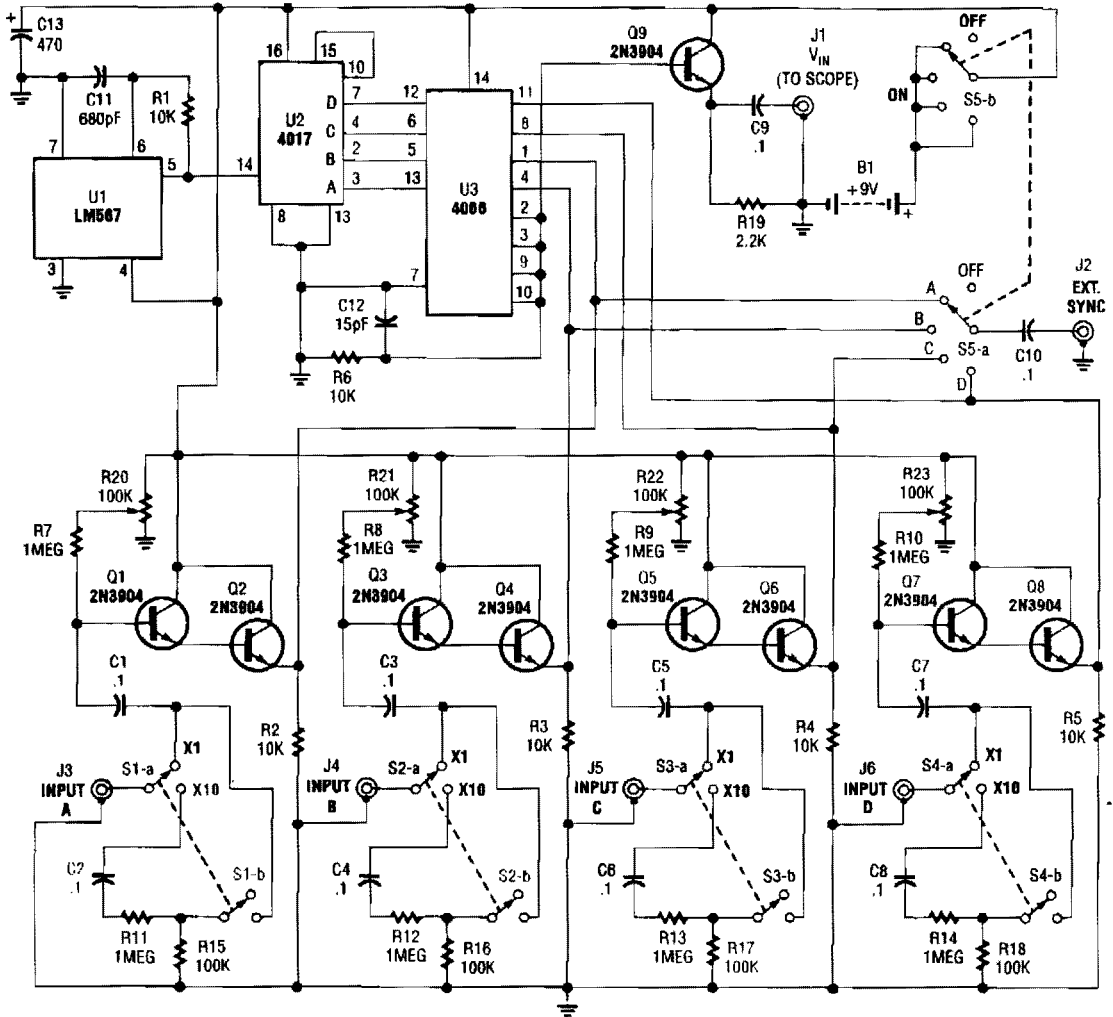 C13
470
C11
680pF
R1
10K
7
6
5
U1
LM567
3
4
16
15
10
14
U2
4017
D
C
B
A
7
4
2
3
8
13
12
6
5
13
14
U3
4066
7
11
8
1
4
2
3
9
10
C12
15pF
R6
10K
Q9
2N3904
J1
VIN
(TO SCOPE)
C9
.1
R19
2.2K
B1
+9V
+
OFF
ON
S5-b
OFF
A
B
C
D
S5-a
C10
.1
J2
EXT.
SYNC
R20
100K
R7
1MEG
Q1
2N3904
Q2
2N3904
C1
.1
R2
10K
J3
INPUT
A
S1-a
X1
X10
C2
.1
S1-b
R11
1MEG
R15
100K
R21
100K
R8
1MEG
Q3
2N3904
Q4
2N3904
C3
.1
R3
10K
J4
INPUT
B
S2-a
X1
X10
C4
.1
S2-b
R12
1MEG
R16
100K
R22
100K
R9
1MEG
Q5
2N3904
Q6
2N3904
C5
.1
R4
10K
J5
INPUT
C
S3-a
X1
X10
C6
.1
S3-b
R13
1MEG
R17
100K
R23
100K
R10
1MEG
Q7
2N3904
Q8
2N3904
C7
.1
R5
10K
J6
INPUT
D
S4-a
X1
X10
C8
.1
S4-b
R14
1MEG
R18
100K